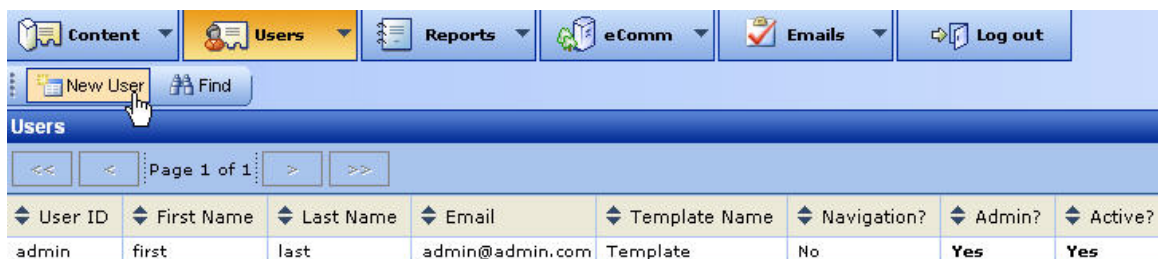 Content Users Reports eComm Emails Log out
New User Find
Users
<< < Page 1 of 1 > >>
User ID First Name Last Name Email Template Name Navigation? Admin? Active?
admin first last admin@admin.com Template No Yes Yes